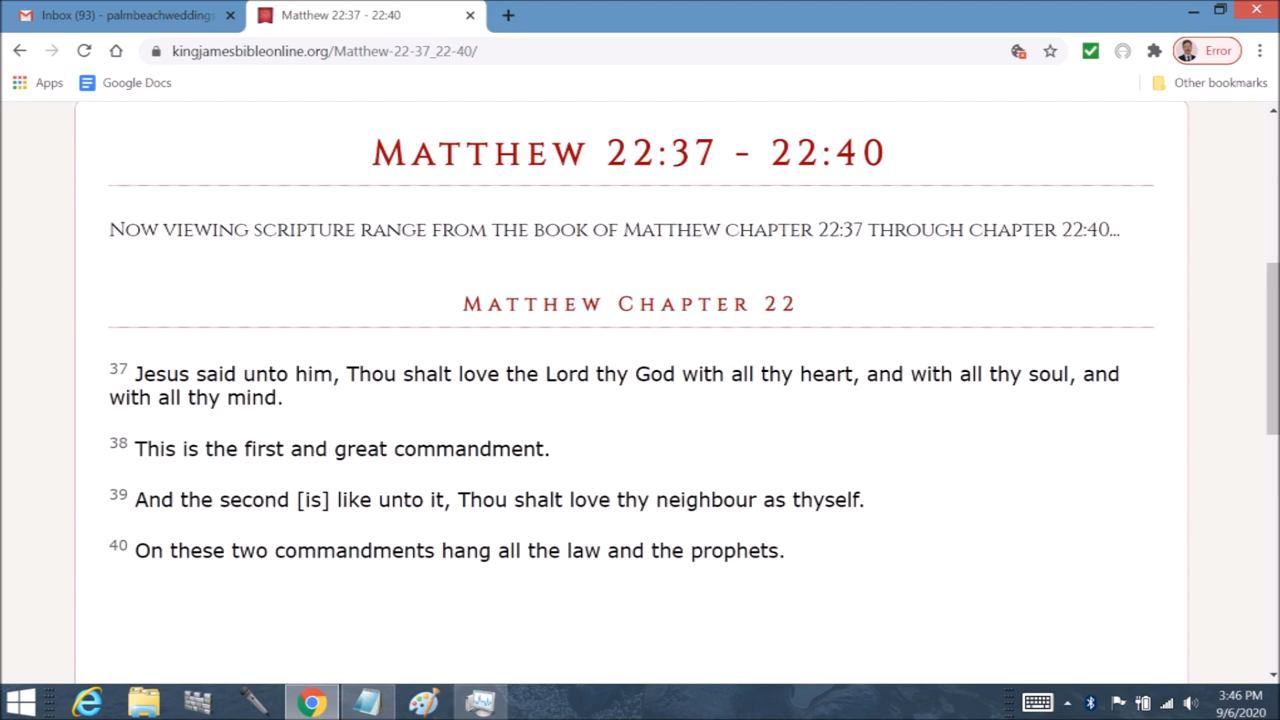 Inbox (93) - palmbeachweddings
Matthew 22:37 - 22:40
kingjamesbibleonline.org/Matthew-22-37_22-40/
Error
Apps
Google Docs
Other bookmarks
MATTHEW 22:37 - 22:40
NOW VIEWING SCRIPTURE RANGE FROM THE BOOK OF MATTHEW CHAPTER 22:37 THROUGH CHAPTER 22:40...
MATTHEW CHAPTER 22
37 Jesus said unto him, Thou shalt love the Lord thy God with all thy heart, and with all thy soul, and
with all thy mind.
38 This is the first and great commandment.
39 And the second [is] like unto it, Thou shalt love thy neighbour as thyself.
40 On these two commandments hang all the law and the prophets.
3:46 PM
9/6/2020